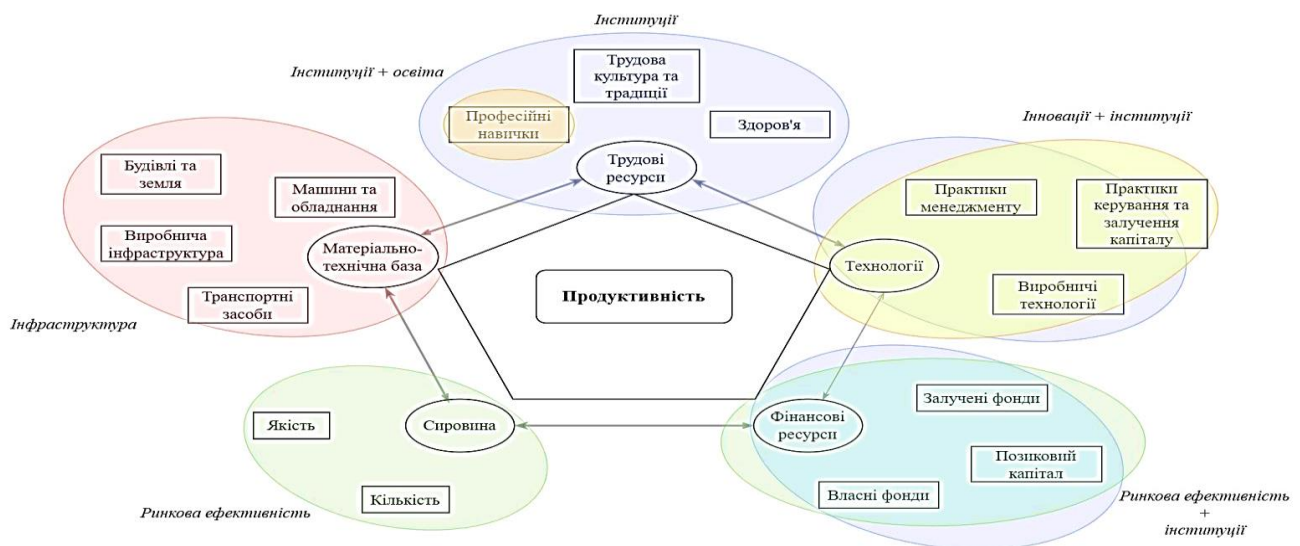 Інституції
Інституції + освіта
Трудова
культура та
традиції
Професійні
навички
Здоров'я
Трудові
ресурси
Інновації + інституції
Будівлі та
земля
Машини та
обладнання
Виробнича
інфраструктура
Матеріально-
технічна база
Транспортні
засоби
Інфраструктура
Продуктивність
Технології
Практики
менеджменту
Практики
керування та
залучення
капіталу
Виробничі
технології
Якість
Сировина
Кількість
Ринкова ефективність
Фінансові
ресурси
Залучені фонди
Позиковий
капітал
Власні фонди
Ринкова ефективність
+
інституції